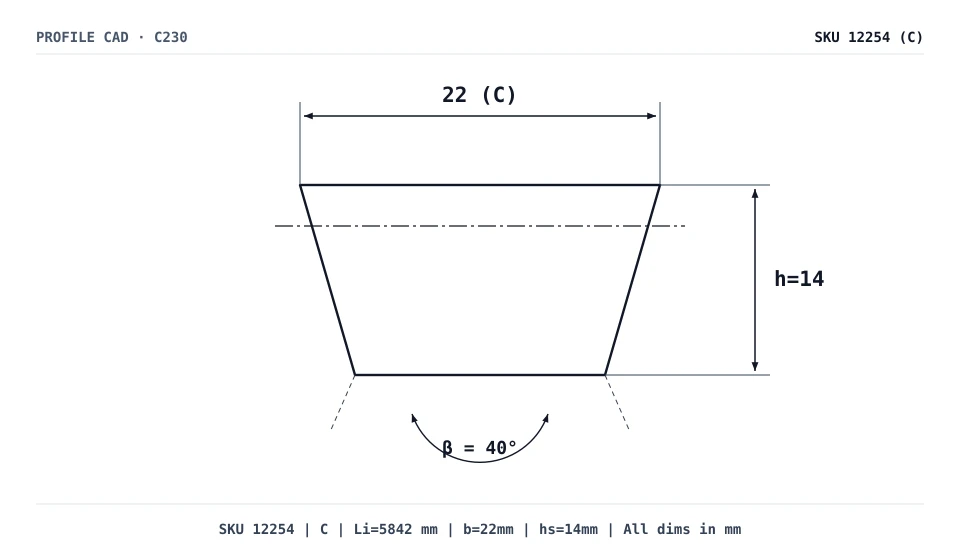 PROFILE CAD · C230
SKU 12254 (C)
22 (C)
h=14
β = 40°
SKU 12254 | C | Li=5842 mm | b=22mm | hs=14mm | All dims in mm